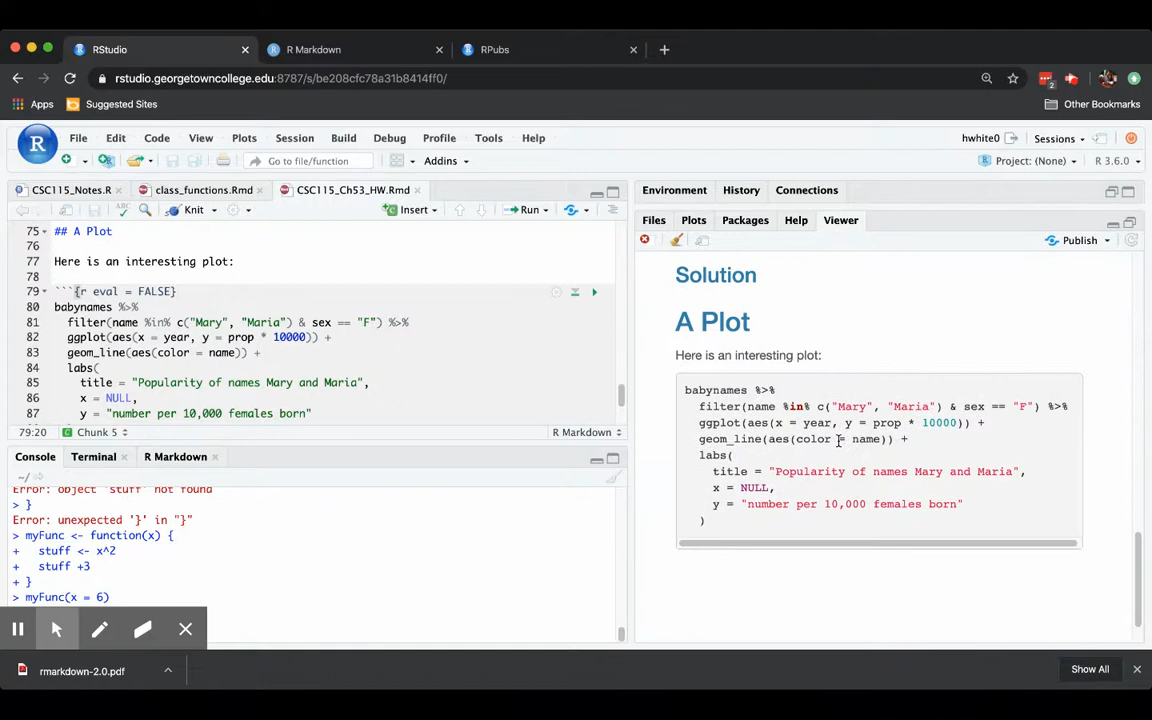 RStudio
R Markdown
RPubs
rstudio.georgetowncollege.edu:8787/s/be208cfc78a31b8414ff0/
2
Apps
Suggested Sites
Other Bookmarks
R
File Edit Code View Plots Session Build Debug Profile Tools Help
hwhite0
Sessions
Go to file/function
Addins
Project: (None)
R 3.6.0
CSC115_Notes.R
class_functions.Rmd
CSC115_Ch53_HW.Rmd
Knit
Insert
Run
75 ## A Plot
76
77 Here is an interesting plot:
78
79 ```{r eval = FALSE}
80 babynames %>%
81 filter(name %in% c("Mary", "Maria") & sex == "F") %>%
82 ggplot(aes(x = year, y = prop * 10000)) +
83 geom_line(aes(color = name)) +
84 labs(
85 title = "Popularity of names Mary and Maria",
86 x = NULL,
87 y = "number per 10,000 females born"
79:20 Chunk 5
R Markdown
Console Terminal R Markdown
~/
Error: object 'stuff' not found
> }
Error: unexpected '}' in "}"
> myFunc <- function(x) {
+ stuff <- x^2
+ stuff +3
+ }
> myFunc(x = 6)
Environment History Connections
Files Plots Packages Help Viewer
Publish
Solution
A Plot
Here is an interesting plot:
babynames %>%
filter(name %in% c("Mary", "Maria") & sex == "F") %>%
ggplot(aes(x = year, y = prop * 10000)) +
geom_line(aes(color = name)) +
labs(
title = "Popularity of names Mary and Maria",
x = NULL,
y = "number per 10,000 females born"
)
rmarkdown-2.0.pdf
Show All